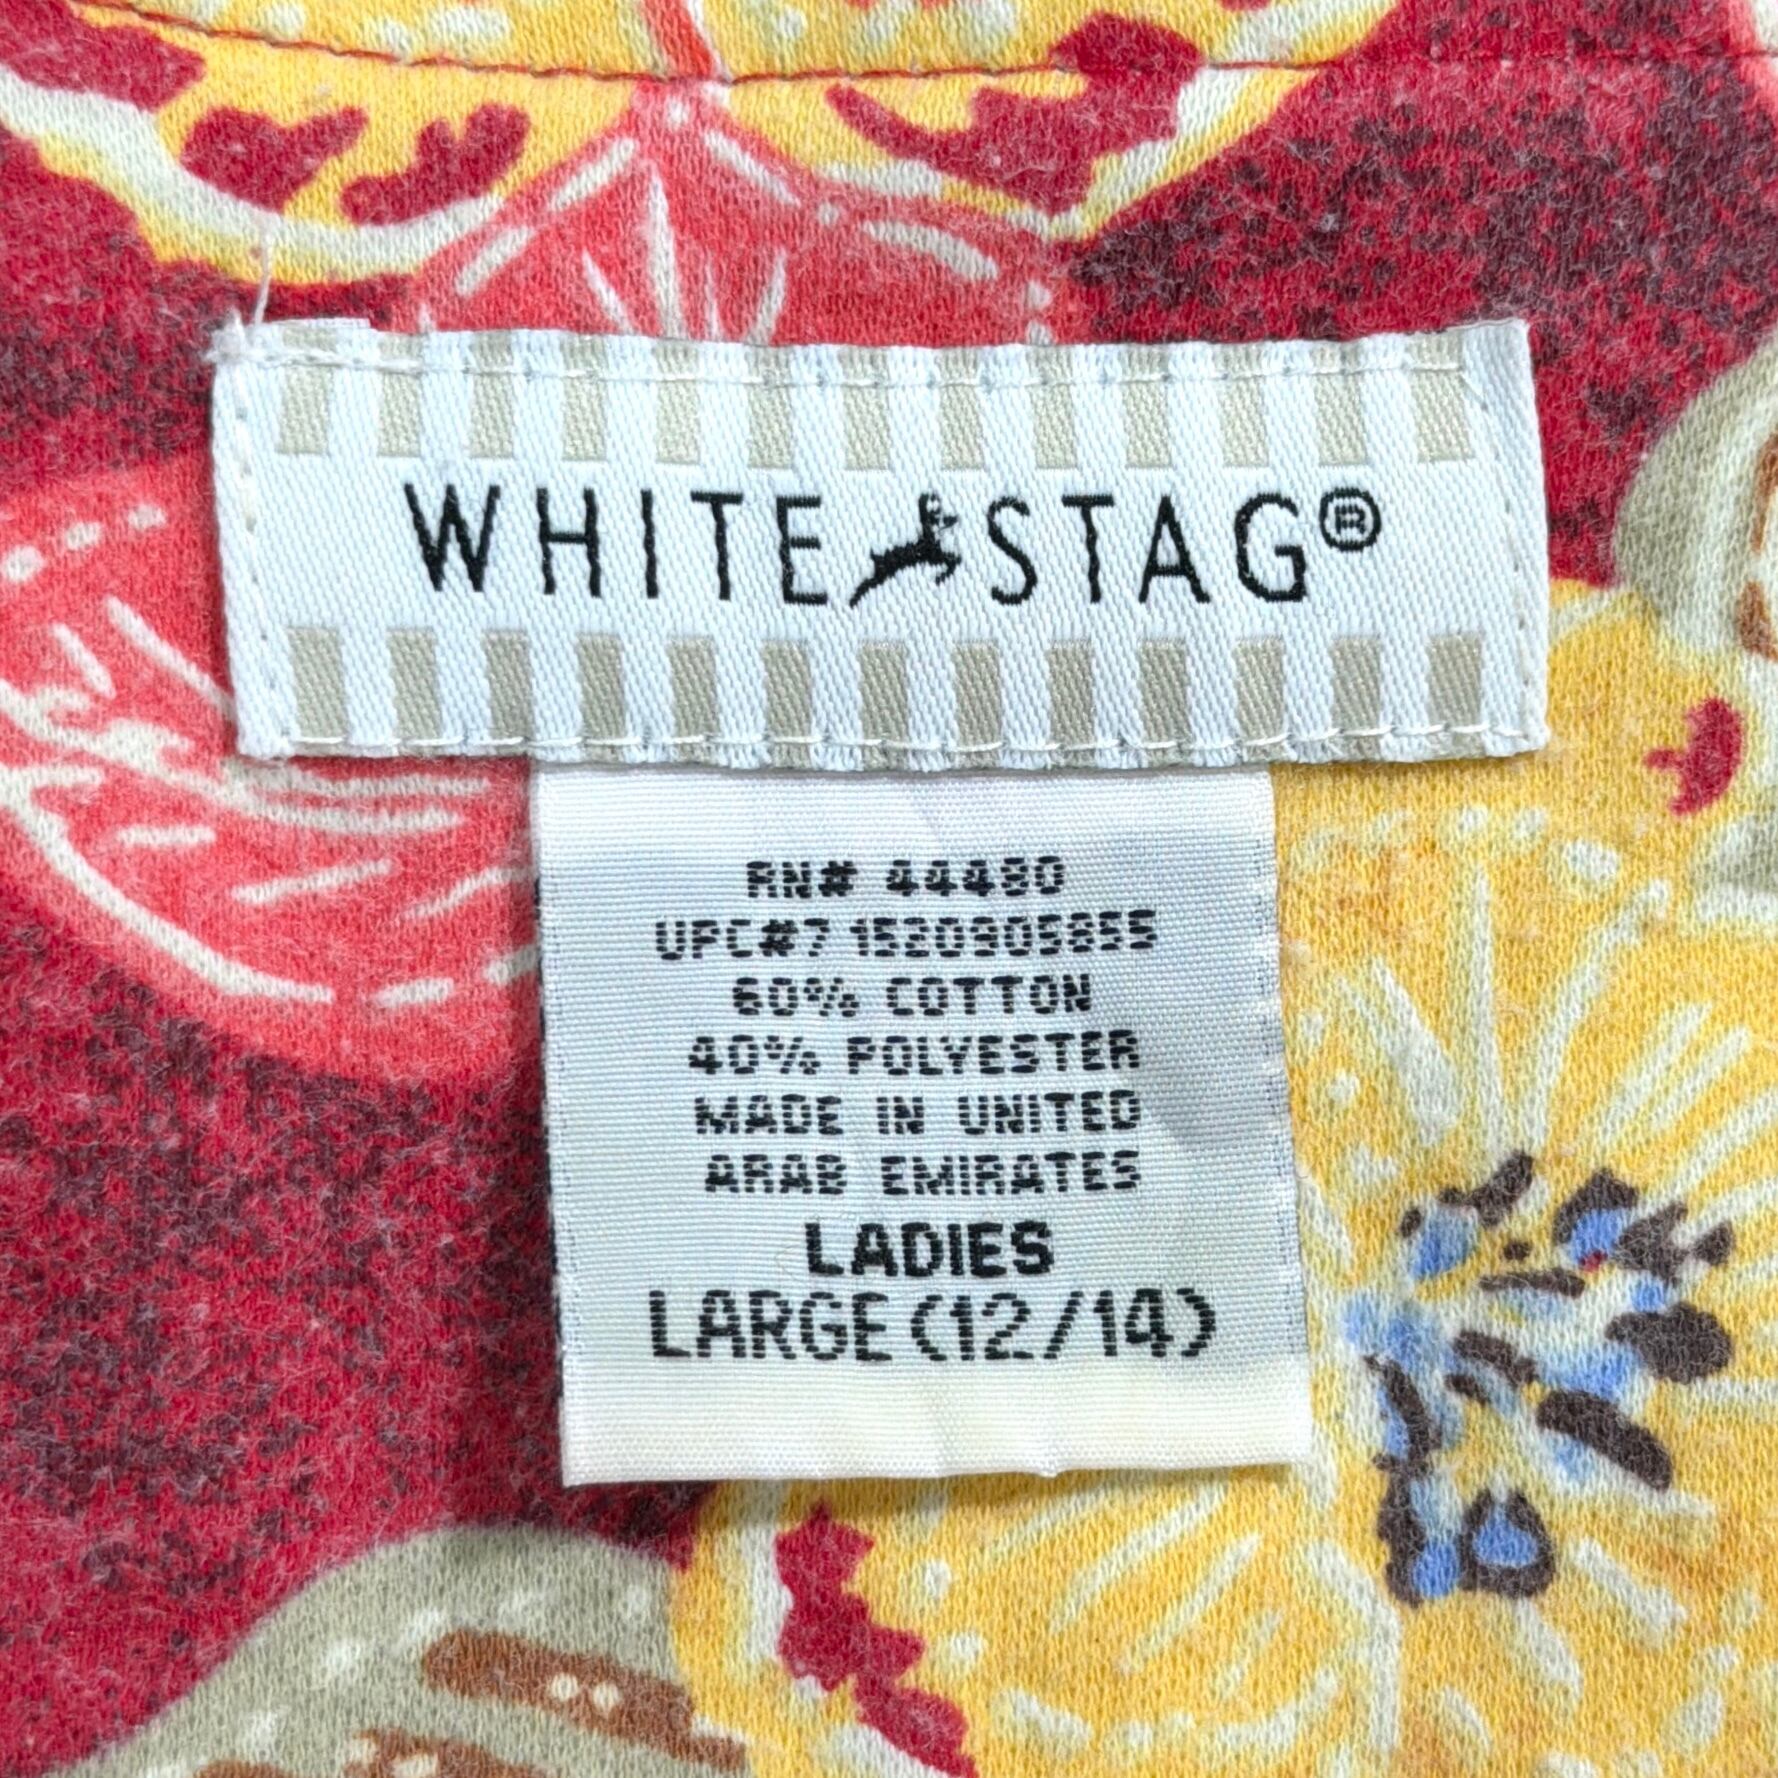 WHITE STAG®
RN# 44480
UPC#7 1520905855
60% COTTON
40% POLYESTER
MADE IN UNITED
ARAB EMIRATES
LADIES
LARGE (12/14)